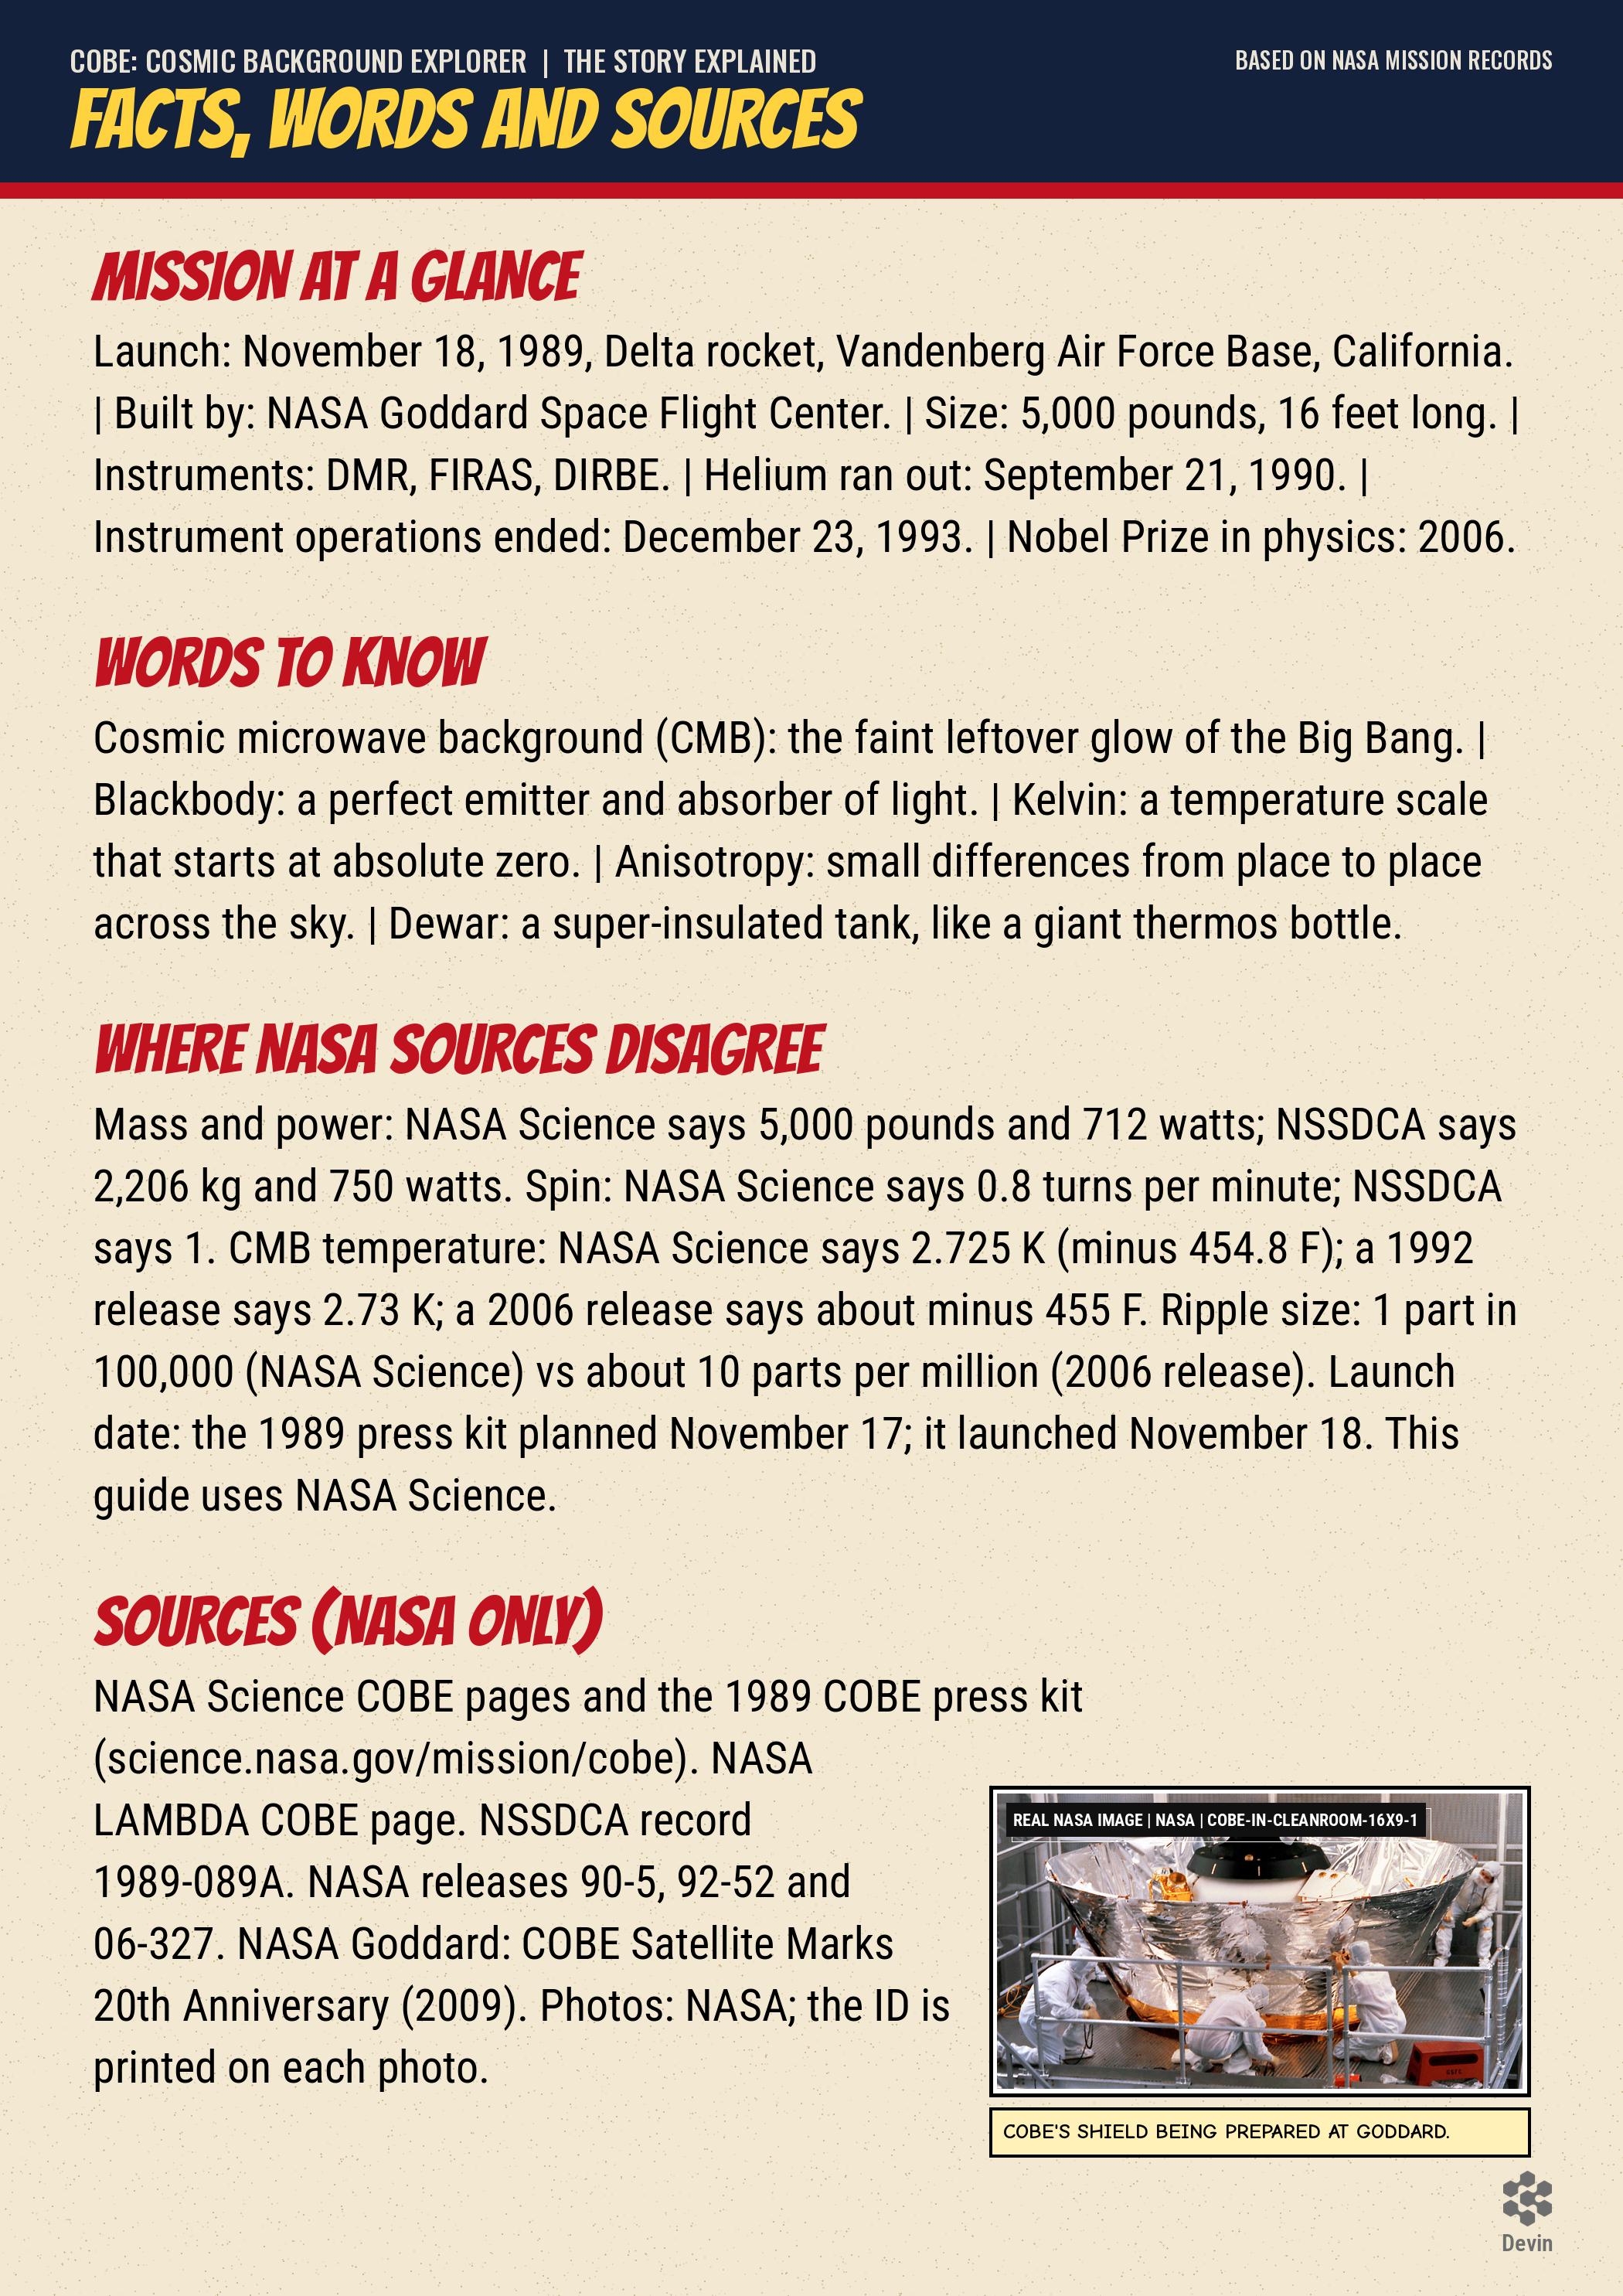 COBE: COSMIC BACKGROUND EXPLORER | THE STORY EXPLAINED
BASED ON NASA MISSION RECORDS
FACTS, WORDS AND SOURCES
MISSION AT A GLANCE
Launch: November 18, 1989, Delta rocket, Vandenberg Air Force Base, California.
| Built by: NASA Goddard Space Flight Center. | Size: 5,000 pounds, 16 feet long. |
Instruments: DMR, FIRAS, DIRBE. | Helium ran out: September 21, 1990. |
Instrument operations ended: December 23, 1993. | Nobel Prize in physics: 2006.
WORDS TO KNOW
Cosmic microwave background (CMB): the faint leftover glow of the Big Bang. |
Blackbody: a perfect emitter and absorber of light. | Kelvin: a temperature scale
that starts at absolute zero. | Anisotropy: small differences from place to place
across the sky. | Dewar: a super-insulated tank, like a giant thermos bottle.
WHERE NASA SOURCES DISAGREE
Mass and power: NASA Science says 5,000 pounds and 712 watts; NSSDCA says
2,206 kg and 750 watts. Spin: NASA Science says 0.8 turns per minute; NSSDCA
says 1. CMB temperature: NASA Science says 2.725 K (minus 454.8 F); a 1992
release says 2.73 K; a 2006 release says about minus 455 F. Ripple size: 1 part in
100,000 (NASA Science) vs about 10 parts per million (2006 release). Launch
date: the 1989 press kit planned November 17; it launched November 18. This
guide uses NASA Science.
SOURCES (NASA ONLY)
NASA Science COBE pages and the 1989 COBE press kit
(science.nasa.gov/mission/cobe). NASA
LAMBDA COBE page. NSSDCA record
1989-089A. NASA releases 90-5, 92-52 and
06-327. NASA Goddard: COBE Satellite Marks
20th Anniversary (2009). Photos: NASA; the ID is
printed on each photo.
REAL NASA IMAGE | NASA | COBE-IN-CLEANROOM-16X9-1
COBE'S SHIELD BEING PREPARED AT GODDARD.
Devin